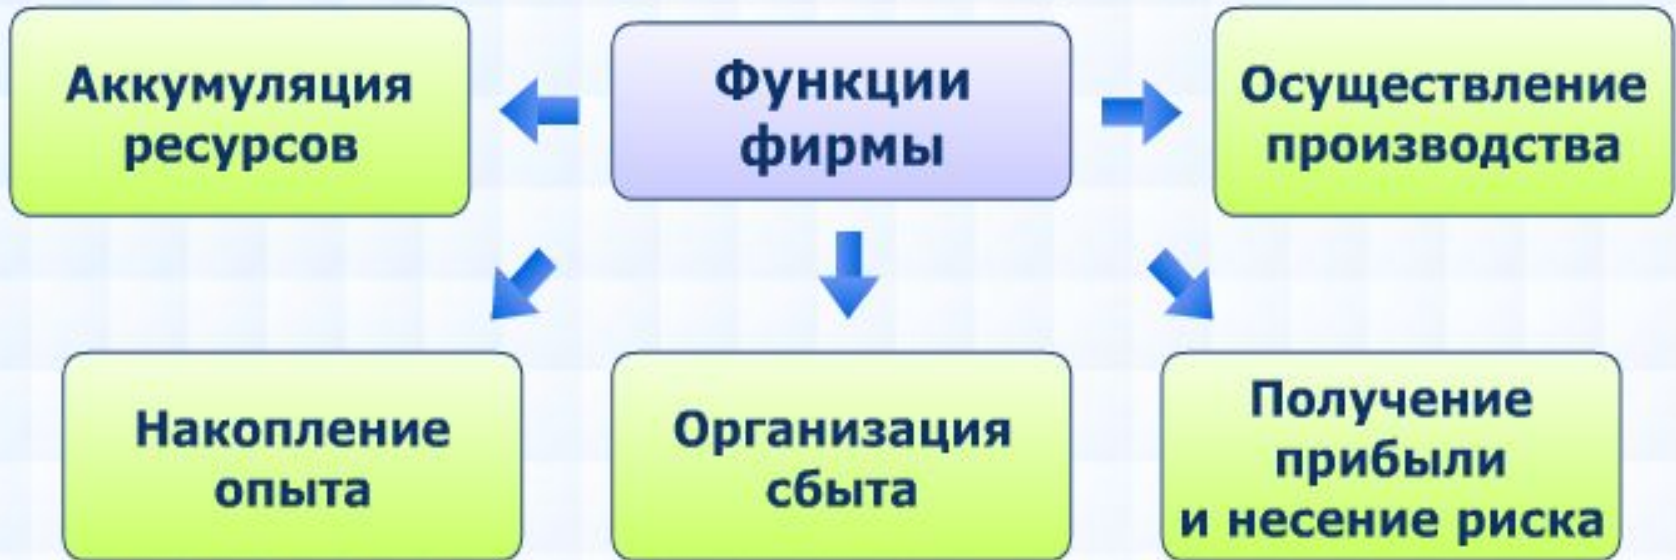 Аккумуляция
ресурсов
Функции
фирмы
Осуществление
производства
Накопление
опыта
Организация
сбыта
Получение
прибыли
и несение риска